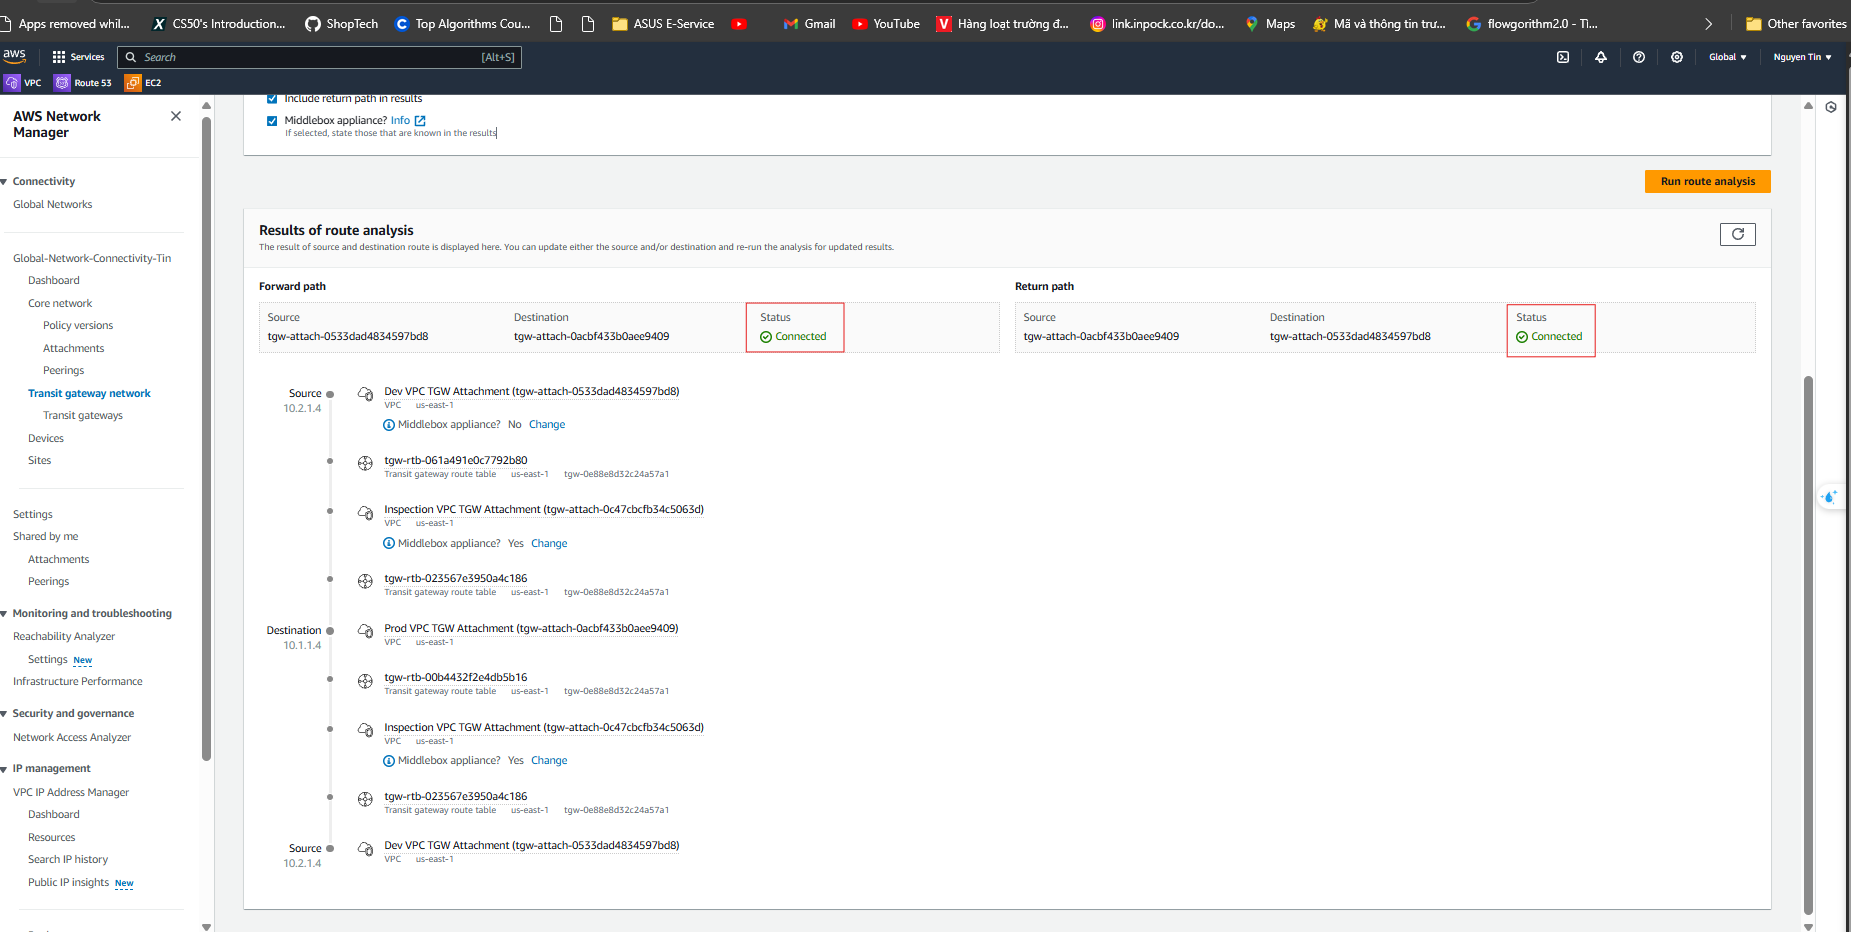 Apps removed whil...
CS50's Introduction...
ShopTech
Top Algorithms Cou...
ASUS E-Service
Gmail
YouTube
Hàng loạt trường đ...
link.inpock.co.kr/do...
Maps
Mã và thông tin trư...
flowgorithm2.0 - Tì...
Other favorites
aws
Services
Search
[Alt+S]
Global
Nguyen Tin
VPC
Route 53
EC2
AWS Network Manager
Connectivity
Global Networks
Global-Network-Connectivity-Tin
Dashboard
Core network
Policy versions
Attachments
Peerings
Transit gateway network
Transit gateways
Devices
Sites
Settings
Shared by me
Attachments
Peerings
Monitoring and troubleshooting
Reachability Analyzer
Settings New
Infrastructure Performance
Security and governance
Network Access Analyzer
IP management
VPC IP Address Manager
Dashboard
Resources
Search IP history
Public IP insights New
Include return path in results
Middlebox appliance? Info
If selected, state those that are known in the results
Run route analysis
Results of route analysis
The result of source and destination route is displayed here. You can update either the source and/or destination and re-run the analysis for updated results.
Forward path
Source
tgw-attach-0533dad4834597bd8
Destination
tgw-attach-0acbf433b0aee9409
Status
Connected
Return path
Source
tgw-attach-0acbf433b0aee9409
Destination
tgw-attach-0533dad4834597bd8
Status
Connected
Source
10.2.1.4
Dev VPC TGW Attachment (tgw-attach-0533dad4834597bd8)
VPC us-east-1
Middlebox appliance? No Change
tgw-rtb-061a491e0c7792b80
Transit gateway route table us-east-1 tgw-0e88e8d32c24a57a1
Inspection VPC TGW Attachment (tgw-attach-0c47cbcfb34c5063d)
VPC us-east-1
Middlebox appliance? Yes Change
tgw-rtb-023567e3950a4c186
Transit gateway route table us-east-1 tgw-0e88e8d32c24a57a1
Destination
10.1.1.4
Prod VPC TGW Attachment (tgw-attach-0acbf433b0aee9409)
VPC us-east-1
tgw-rtb-00b4432f2e4db5b16
Transit gateway route table us-east-1 tgw-0e88e8d32c24a57a1
Inspection VPC TGW Attachment (tgw-attach-0c47cbcfb34c5063d)
VPC us-east-1
Middlebox appliance? Yes Change
tgw-rtb-023567e3950a4c186
Transit gateway route table us-east-1 tgw-0e88e8d32c24a57a1
Source
10.2.1.4
Dev VPC TGW Attachment (tgw-attach-0533dad4834597bd8)
VPC us-east-1